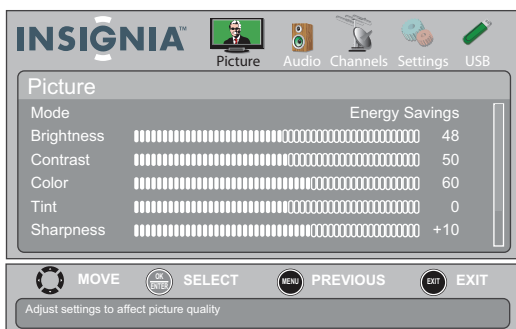 INSIGNIA™
Picture Audio Channels Settings USB
Picture
Mode Energy Savings
Brightness 48
Contrast 50
Color 60
Tint 0
Sharpness +10
MOVE OK ENTER SELECT MENU PREVIOUS EXIT EXIT
Adjust settings to affect picture quality